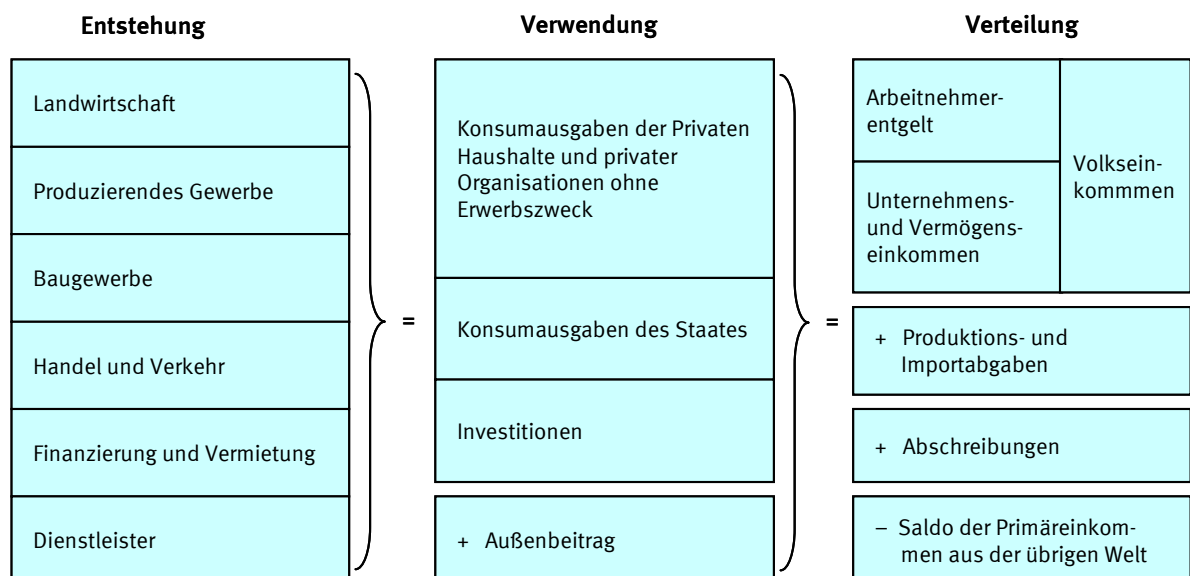 Entstehung
Landwirtschaft
Produzierendes Gewerbe
Baugewerbe
Handel und Verkehr
Finanzierung und Vermietung
Dienstleister
=
Verwendung
Konsumausgaben der Privaten
Haushalte und privater
Organisationen ohne
Erwerbszweck
Konsumausgaben des Staates
Investitionen
+ Außenbeitrag
=
Verteilung
Arbeitnehmer-
entgelt
Unternehmens-
und Vermögens-
einkommen
Volksein-
kommmen
+ Produktions- und
Importabgaben
+ Abschreibungen
– Saldo der Primäreinkom-
men aus der übrigen Welt